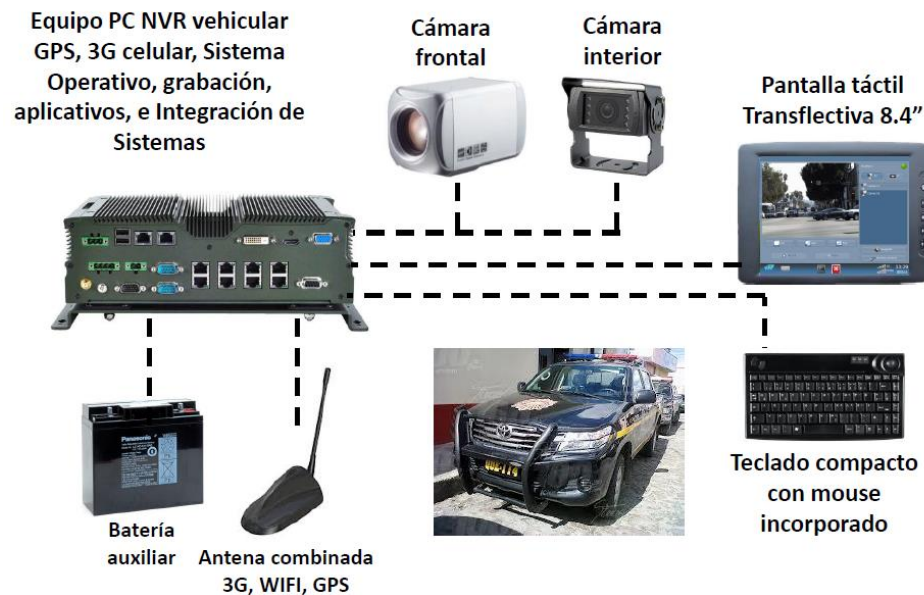 Equipo PC NVR vehicular
GPS, 3G celular, Sistema
Operativo, grabación,
aplicativos, e Integración de
Sistemas
Cámara
frontal
Cámara
interior
Pantalla táctil
Transflectiva 8.4”
Panasonic
Batería
auxiliar
Antena combinada
3G, WIFI, GPS
TOYOTA
Teclado compacto
con mouse
incorporado